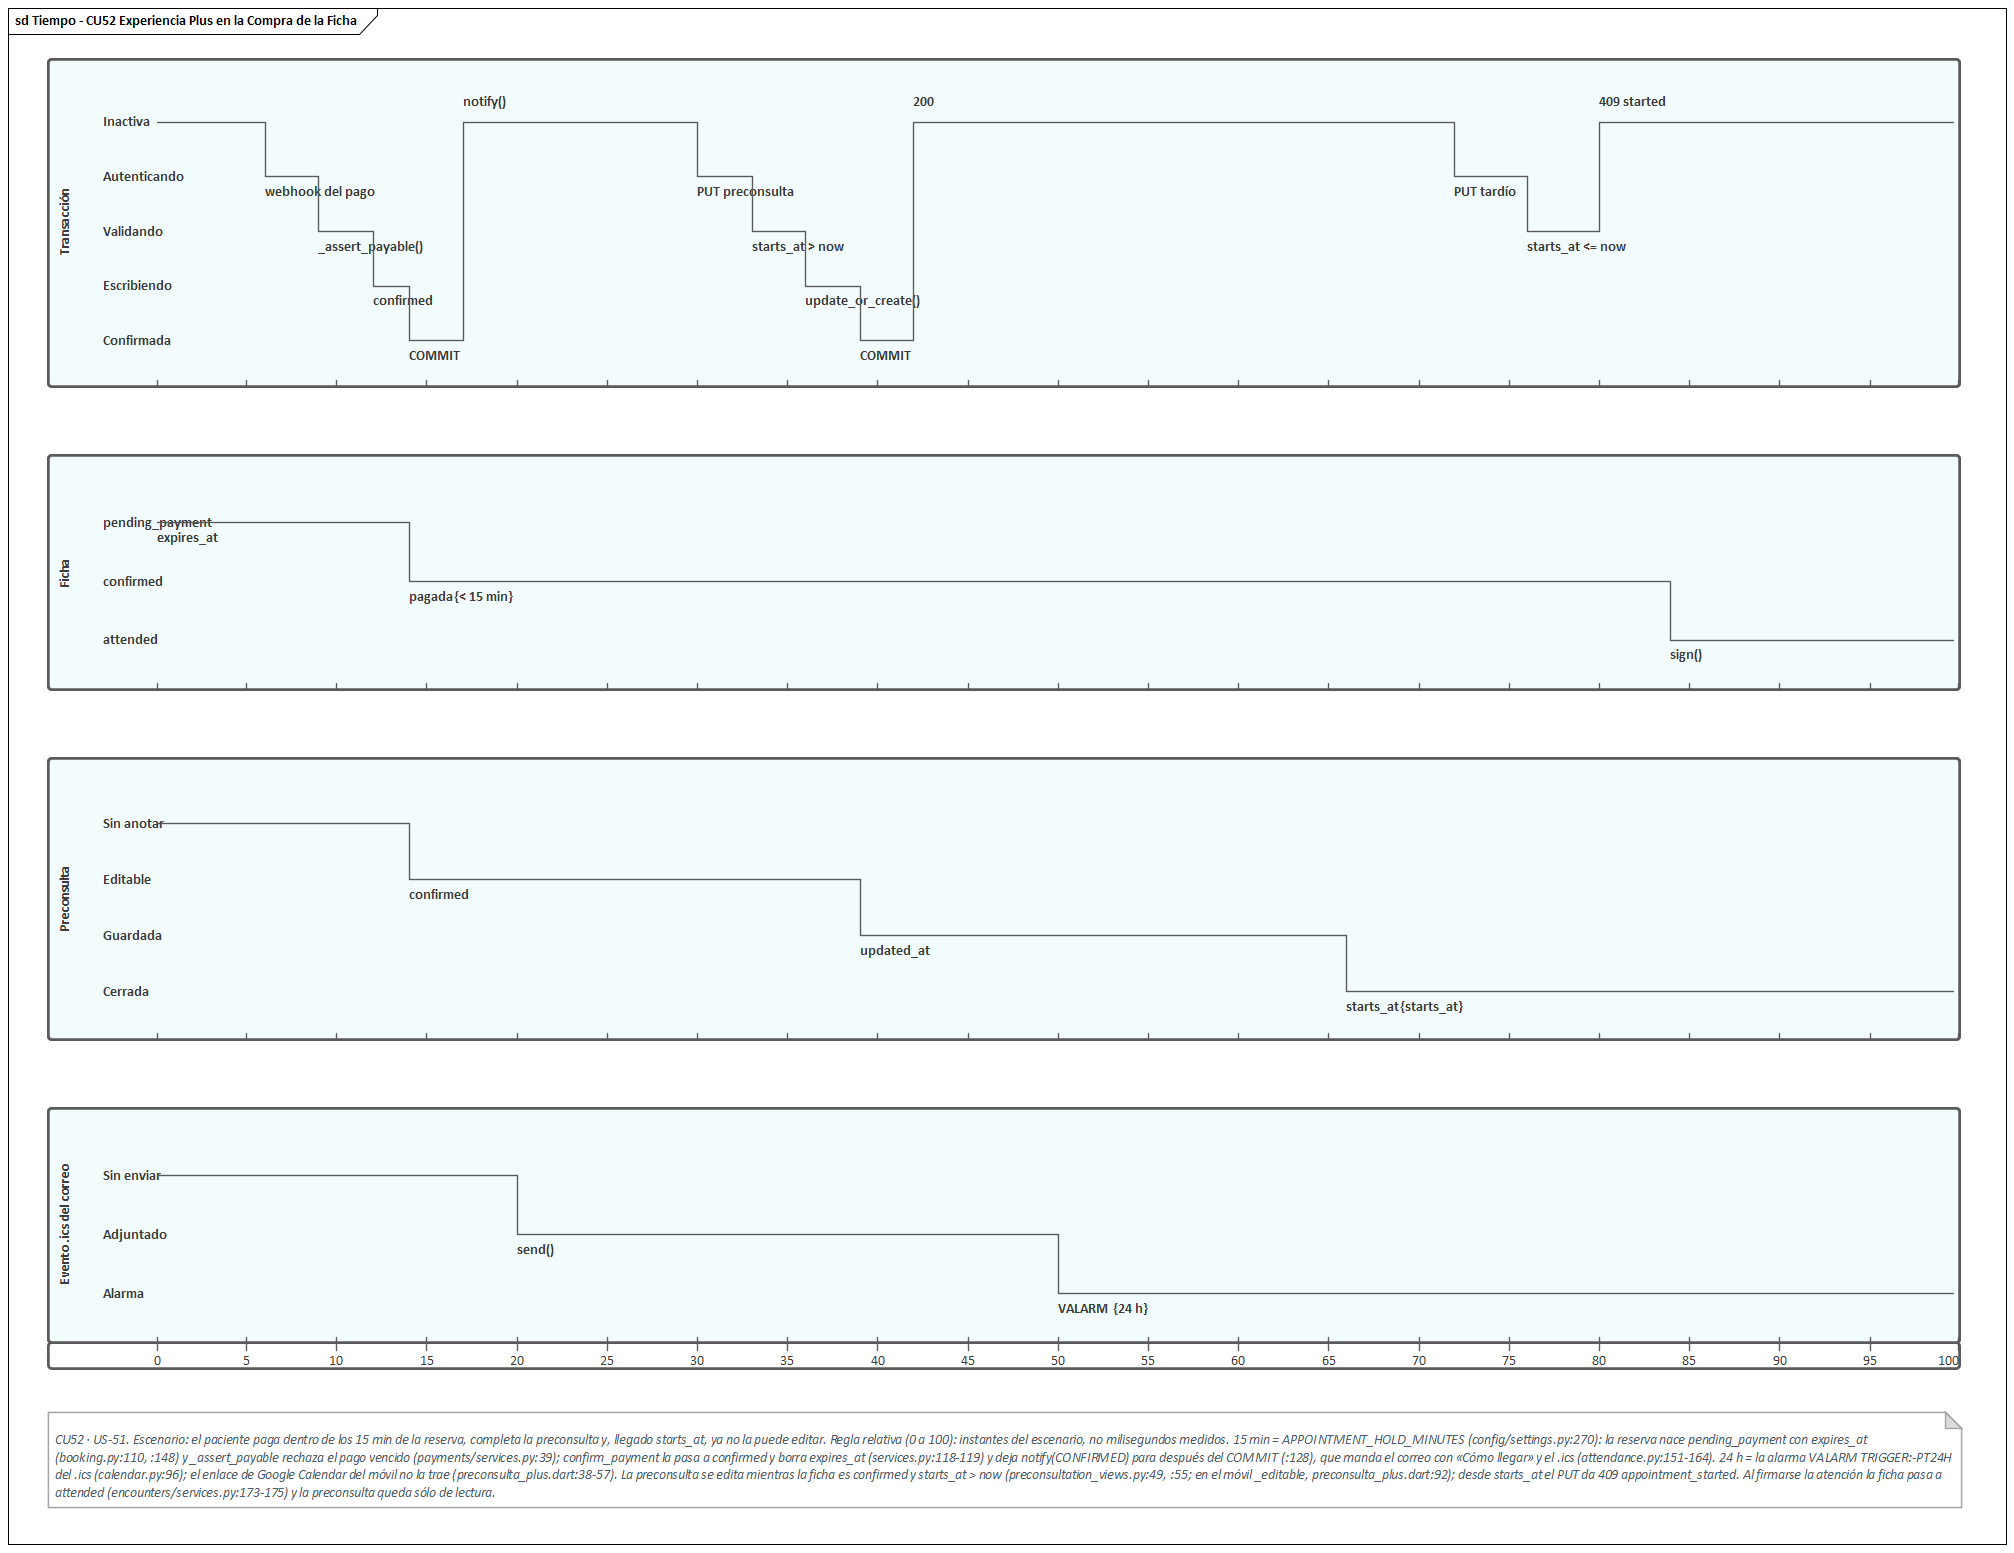 sd Tiempo - CU52 Experiencia Plus en la Compra de la Ficha
Transacción
notify()
200
409 started
Inactiva
Autenticando
webhook del pago
PUT preconsulta
PUT tardío
Validando
_assert_payable()
starts_at > now
starts_at <= now
Escribiendo
confirmed
update_or_create()
Confirmada
COMMIT
COMMIT
Ficha
pending_payment
expires_at
confirmed
pagada {< 15 min}
attended
sign()
Preconsulta
Sin anotar
Editable
confirmed
Guardada
updated_at
Cerrada
starts_at {starts_at}
Evento .ics del correo
Sin enviar
Adjuntado
send()
Alarma
VALARM {24 h}
0 5 10 15 20 25 30 35 40 45 50 55 60 65 70 75 80 85 90 95 100
CU52 · US-51. Escenario: el paciente paga dentro de los 15 min de la reserva, completa la preconsulta y, llegado starts_at, ya no la puede editar. Regla relativa (0 a 100): instantes del escenario, no milisegundos medidos. 15 min = APPOINTMENT_HOLD_MINUTES (config/settings.py:270): la reserva nace pending_payment con expires_at
(booking.py:110, :148) y _assert_payable rechaza el pago vencido (payments/services.py:39); confirm_payment la pasa a confirmed y borra expires_at (services.py:118-119) y deja notify(CONFIRMED) para después del COMMIT (:128), que manda el correo con «Cómo llegar» y el .ics (attendance.py:151-164). 24 h = la alarma VALARM TRIGGER:-PT24H
del .ics (calendar.py:96); el enlace de Google Calendar del móvil no la trae (preconsulta_plus.dart:38-57). La preconsulta se edita mientras la ficha es confirmed y starts_at > now (preconsultation_views.py:49, :55; en el móvil _editable, preconsulta_plus.dart:92); desde starts_at el PUT da 409 appointment_started. Al firmarse la atención la ficha pasa a
attended (encounters/services.py:173-175) y la preconsulta queda sólo de lectura.